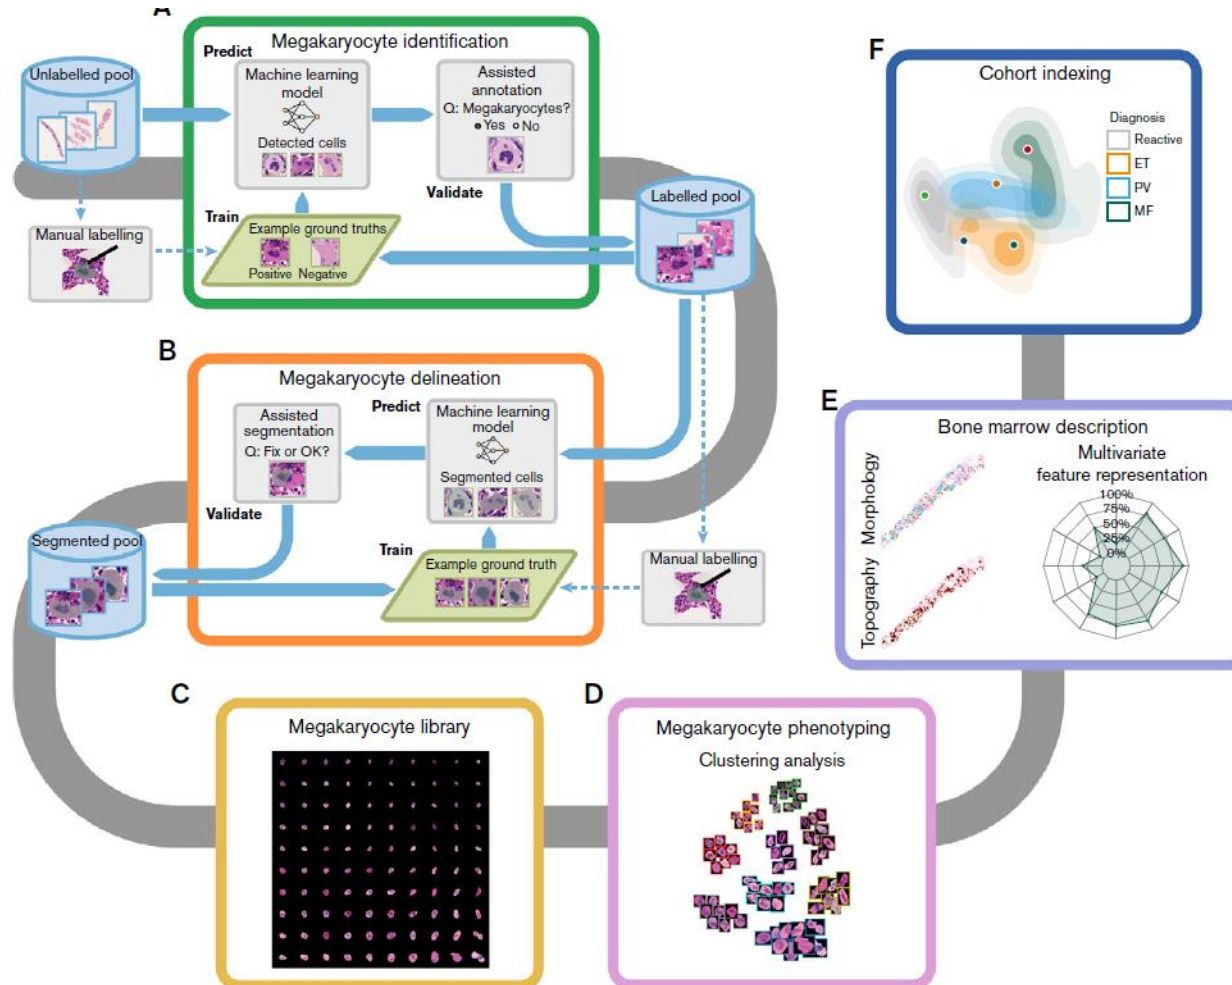 A
Megakaryocyte identification
Predict
Unlabelled pool
Machine learning
model
Detected cells
Assisted
annotation
Q: Megakaryocytes?
Yes
No
Validate
Train
Example ground truths
Positive
Negative
Manual labelling
Labelled pool
B
Megakaryocyte delineation
Assisted
segmentation
Q: Fix or OK?
Predict
Machine learning
model
Segmented cells
Validate
Train
Example ground truth
Segmented pool
Manual labelling
C
Megakaryocyte library
D
Megakaryocyte phenotyping
Clustering analysis
E
Bone marrow description
Morphology
Topography
Multivariate
feature representation
100%
75%
50%
25%
0%
F
Cohort indexing
Diagnosis
Reactive
ET
PV
MF